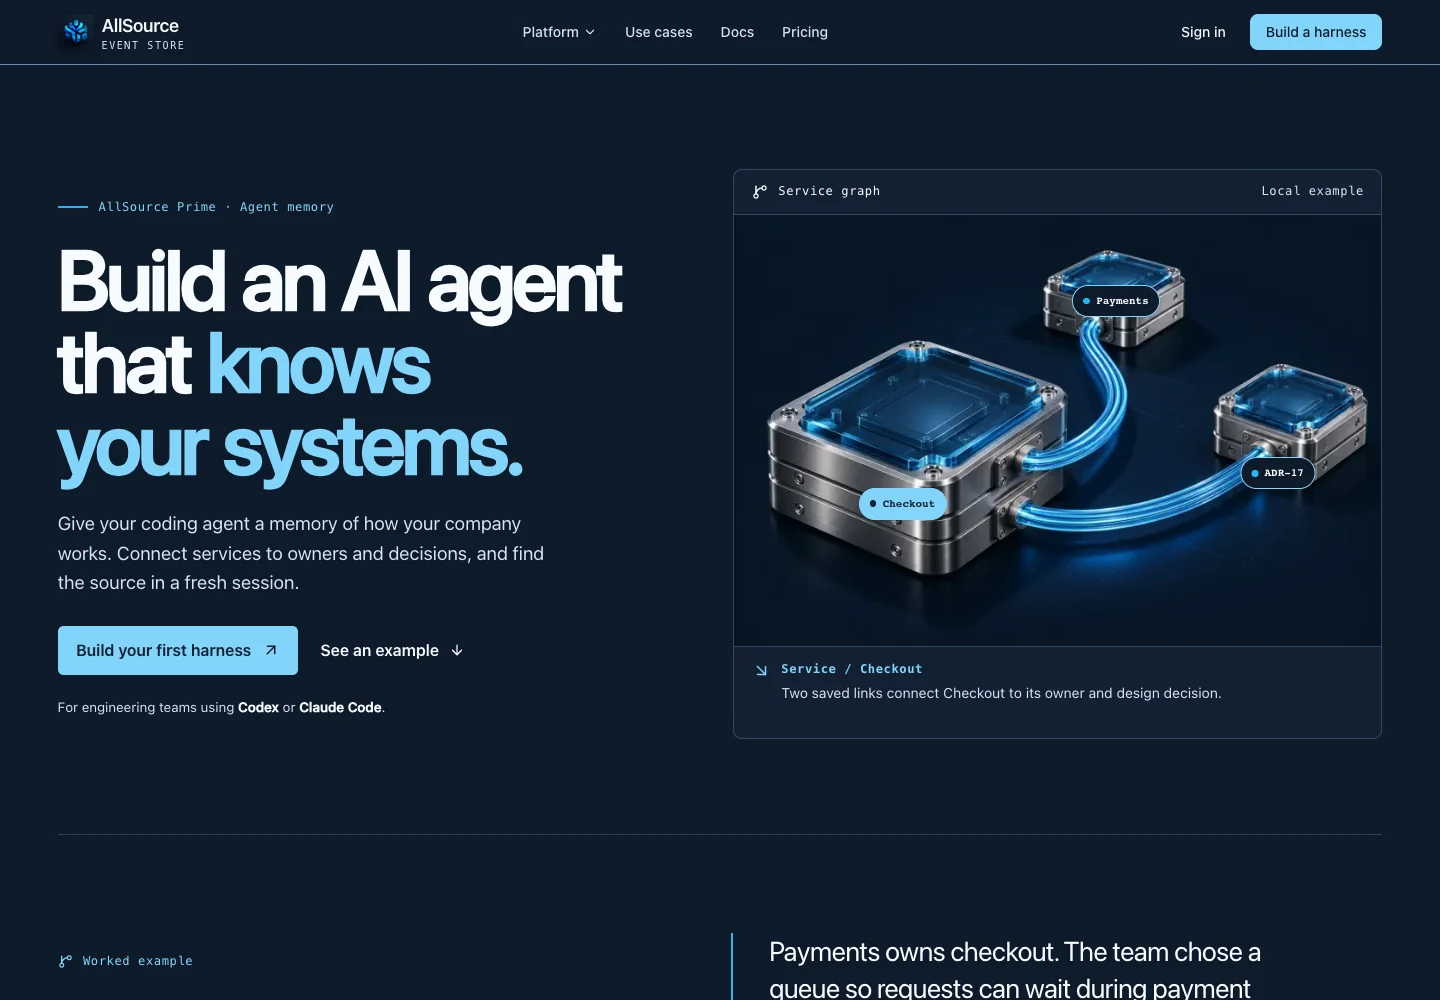 AllSource
EVENT STORE
Platform
Use cases
Docs
Pricing
Sign in
Build a harness
AllSource Prime · Agent memory
Build an AI agent
that knows
your systems.
Give your coding agent a memory of how your company
works. Connect services to owners and decisions, and find
the source in a fresh session.
Build your first harness
See an example
For engineering teams using Codex or Claude Code.
Service graph
Local example
Payments
ADR-17
Checkout
Service / Checkout
Two saved links connect Checkout to its owner and design decision.
Worked example
Payments owns checkout. The team chose a
queue so requests can wait during payment